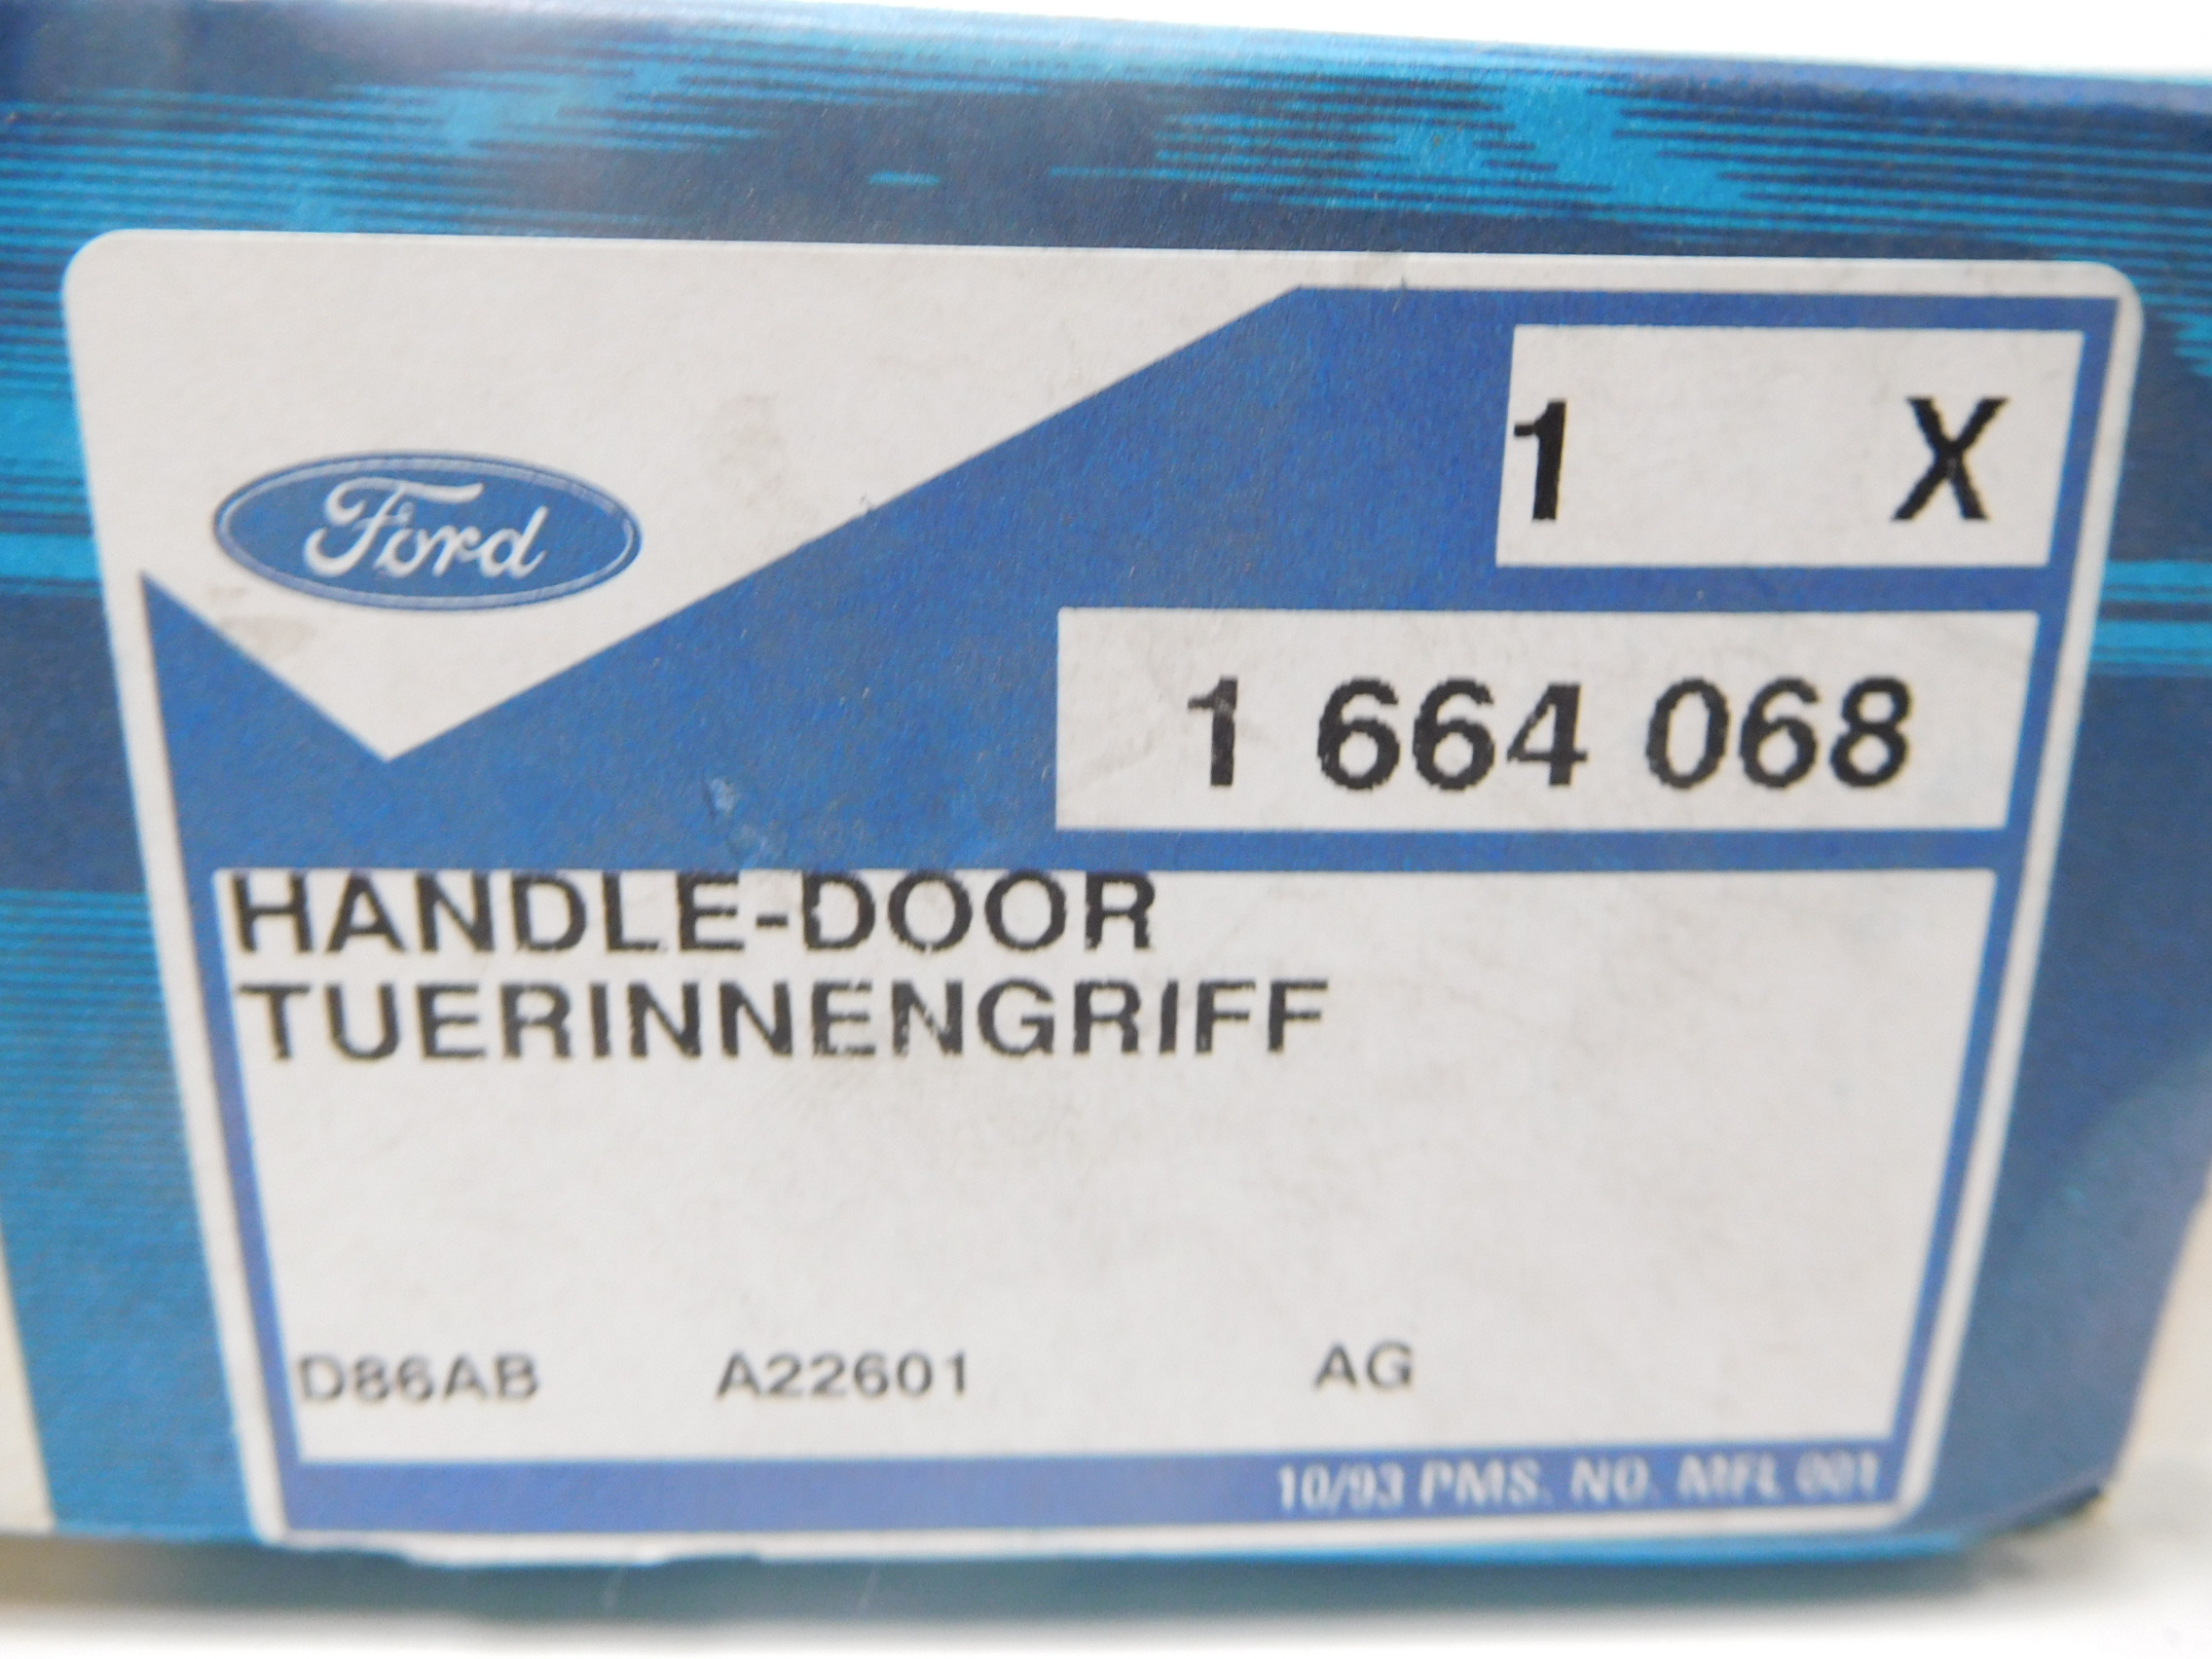 Ford
1 X
1 664 068
HANDLE-DOOR
TUERINNENGRIFF
D86AB A22601 AG
10/93 PMS. NO. MFL 001